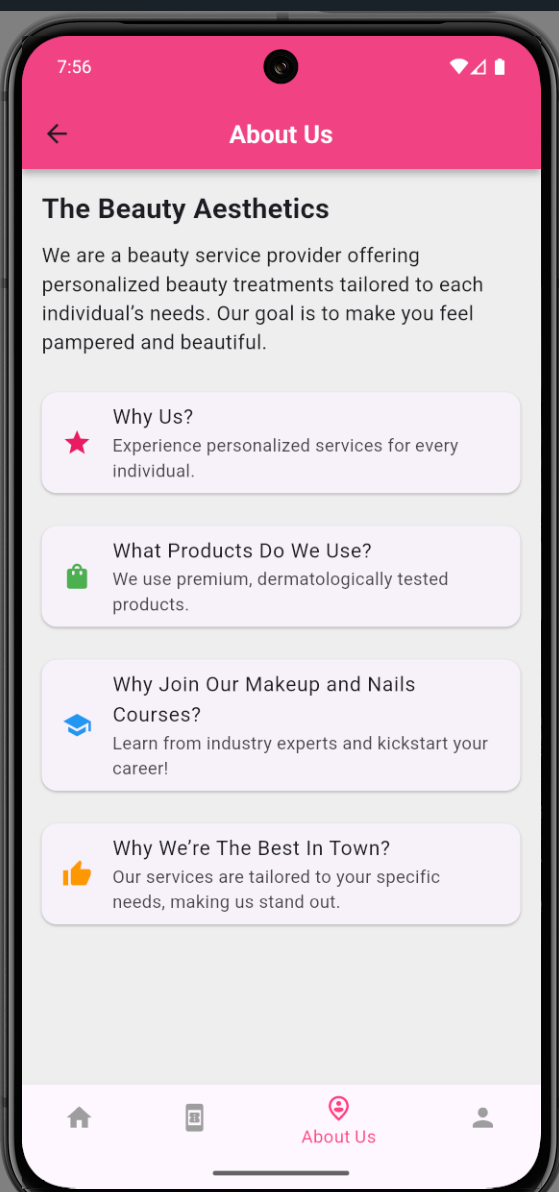 7:56
About Us
The Beauty Aesthetics
We are a beauty service provider offering
personalized beauty treatments tailored to each
individual’s needs. Our goal is to make you feel
pampered and beautiful.
Why Us?
Experience personalized services for every
individual.
What Products Do We Use?
We use premium, dermatologically tested
products.
Why Join Our Makeup and Nails
Courses?
Learn from industry experts and kickstart your
career!
Why We’re The Best In Town?
Our services are tailored to your specific
needs, making us stand out.
About Us